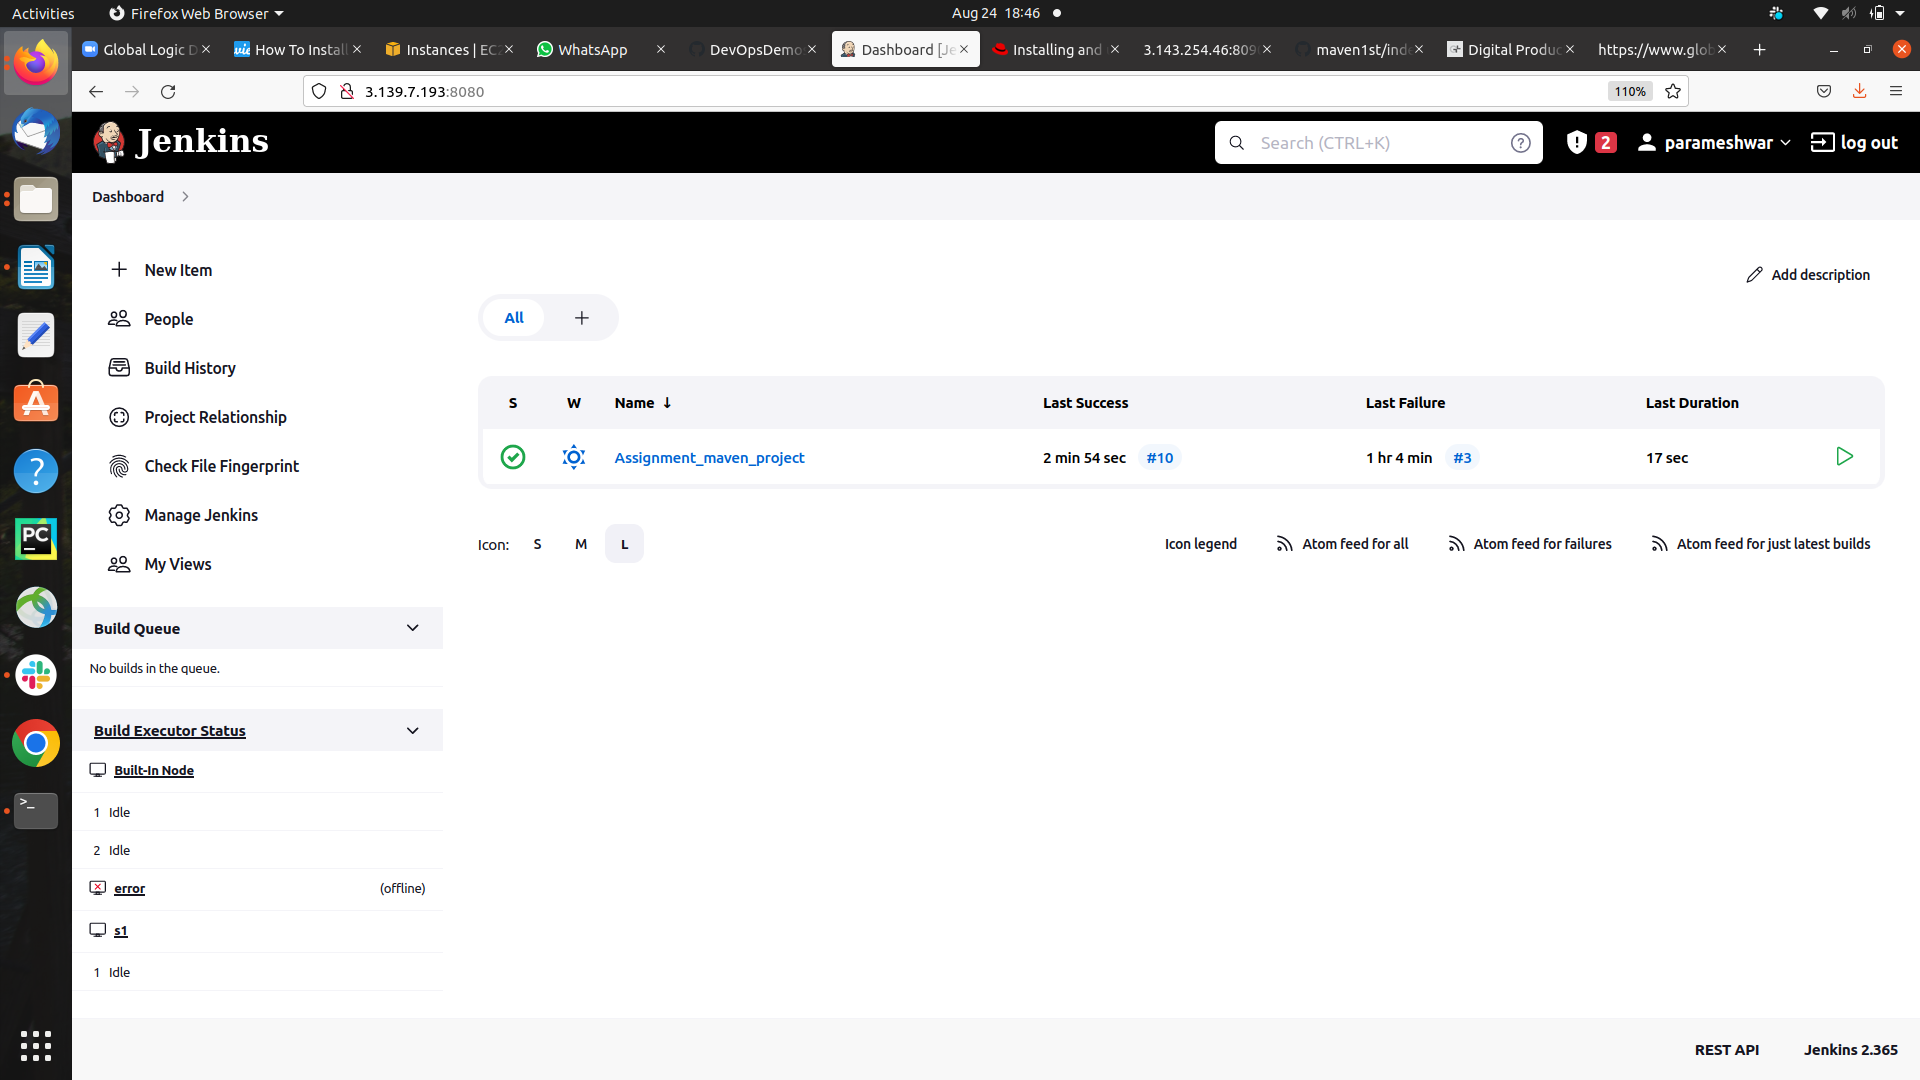 Activities Firefox Web Browser Aug 24 18:46
Global Logic D How To Install Instances | EC2 WhatsApp DevOpsDemo Dashboard [Je Installing and 3.143.254.46:809 maven1st/inde Digital Produc https://www.glob
3.139.7.193:8080 110%
Jenkins Search (CTRL+K) 2 parameshwar log out
Dashboard
New Item
People
Build History
Project Relationship
Check File Fingerprint
Manage Jenkins
My Views
Build Queue
No builds in the queue.
Build Executor Status
Built-In Node
1 Idle
2 Idle
error (offline)
s1
1 Idle
Add description
All +
S W Name ↓ Last Success Last Failure Last Duration
Assignment_maven_project 2 min 54 sec #10 1 hr 4 min #3 17 sec
Icon: S M L Icon legend Atom feed for all Atom feed for failures Atom feed for just latest builds
REST API Jenkins 2.365